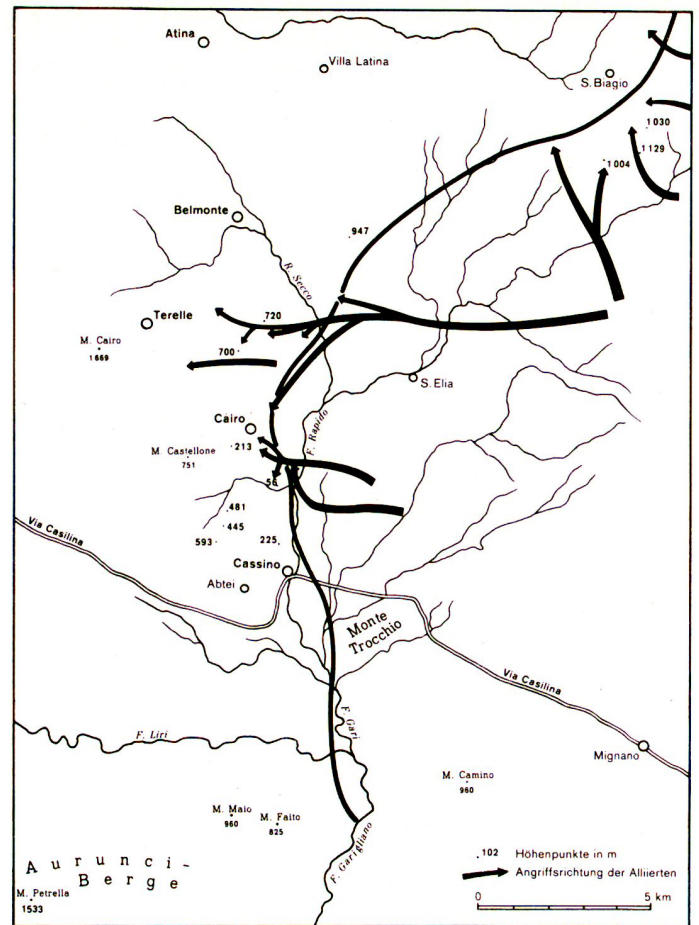 Atina
Villa Latina
S. Biagio
1030
1129
1004
Belmonte
947
R. Secco
Terelle
720
M. Cairo
1669
700
S. Elia
Cairo
F. Rapido
213
M. Castellone
751
56
481
445
593
225
Via Casilina
Cassino
Abtei
Monte
Trocchio
Via Casilina
F. Gari
F. Liri
Mignano
M. Camino
960
M. Maio
960
M. Faito
825
F. Garigliano
Aurunci-
Berge
M. Petrella
1533
.102 Höhenpunkte in m
Angriffsrichtung der Alliierten
0 5 km